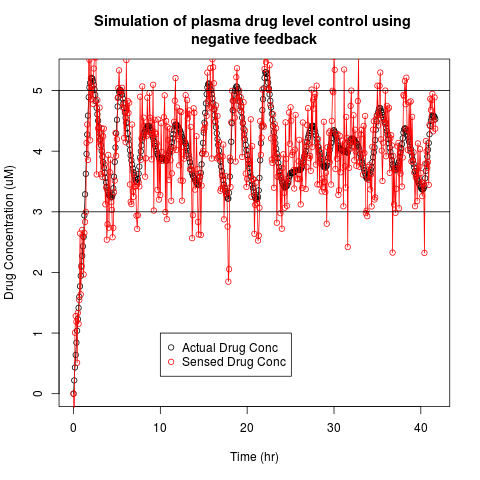 Simulation of plasma drug level control using
negative feedback
Drug Concentration (uM)
5
4
3
2
1
0
Actual Drug Conc
Sensed Drug Conc
0 10 20 30 40
Time (hr)